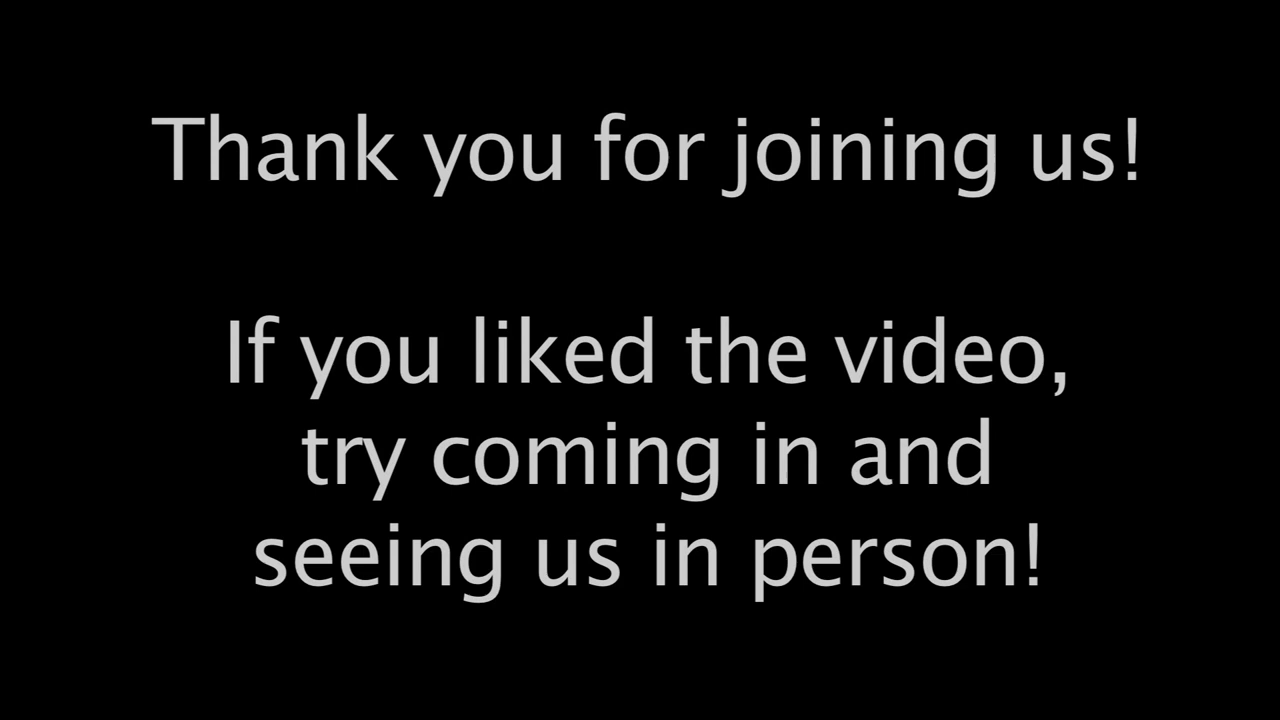 Thank you for joining us!
If you liked the video,
try coming in and
seeing us in person!